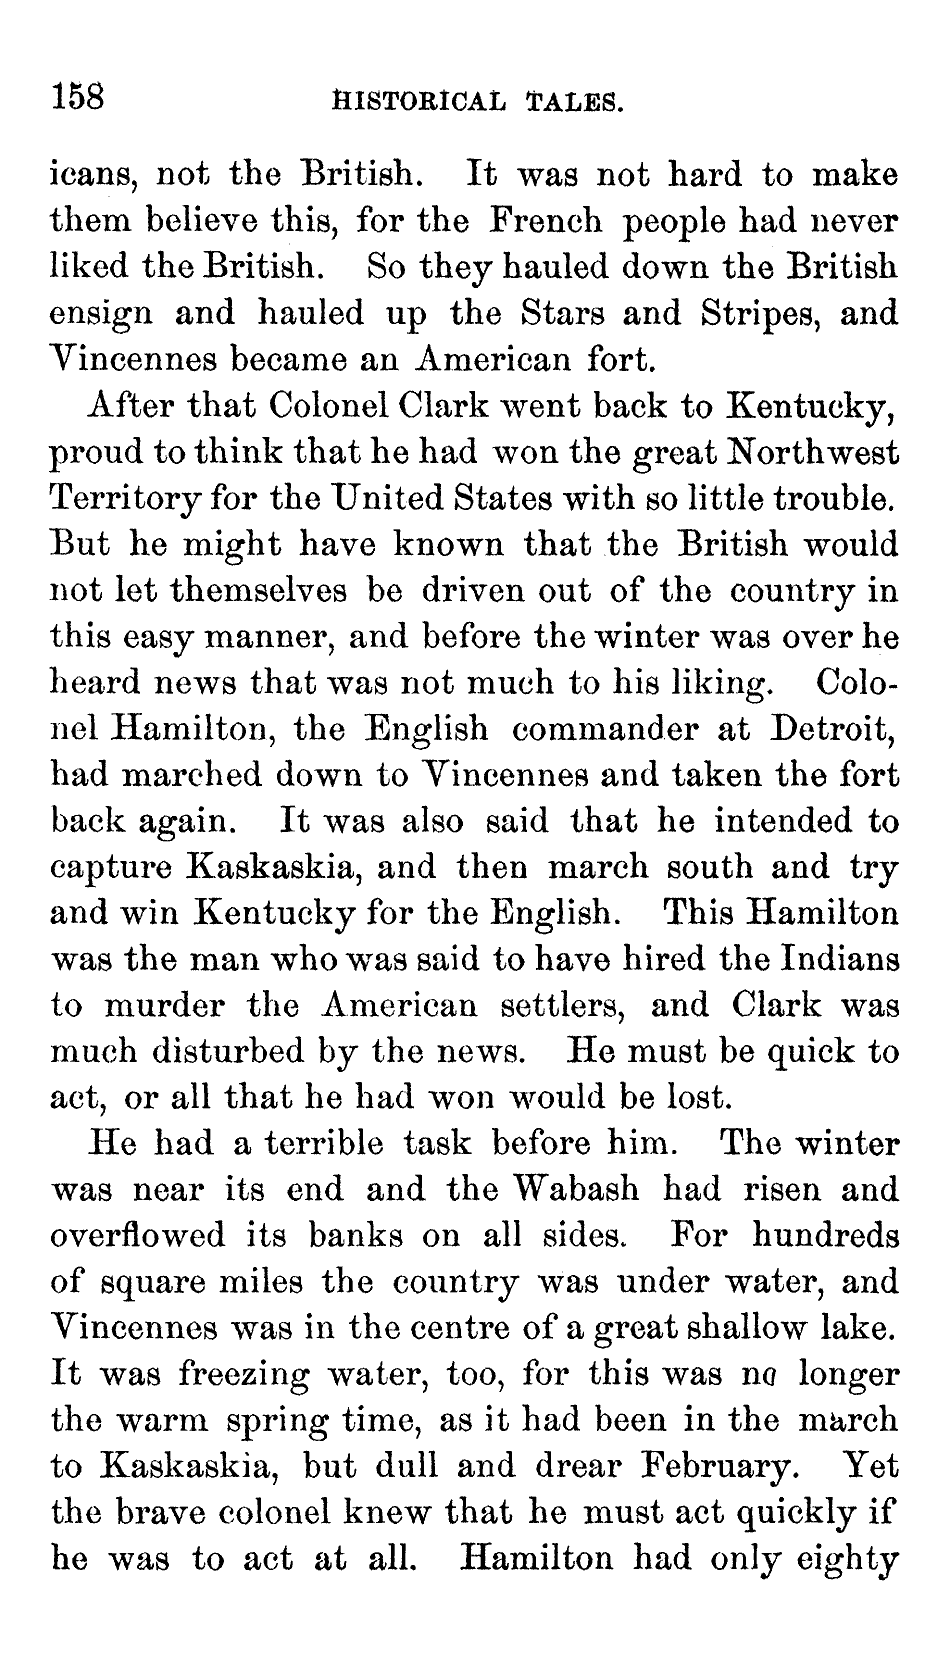 158 HISTORICAL TALES.
icans, not the British. It was not hard to make
them believe this, for the French people had never
liked the British. So they hauled down the British
ensign and hauled up the Stars and Stripes, and
Vincennes became an American fort.
After that Colonel Clark went back to Kentucky,
proud to think that he had won the great Northwest
Territory for the United States with so little trouble.
But he might have known that the British would
not let themselves be driven out of the country in
this easy manner, and before the winter was over he
heard news that was not much to his liking. Colo-
nel Hamilton, the English commander at Detroit,
had marched down to Vincennes and taken the fort
back again. It was also said that he intended to
capture Kaskaskia, and then march south and try
and win Kentucky for the English. This Hamilton
was the man who was said to have hired the Indians
to murder the American settlers, and Clark was
much disturbed by the news. He must be quick to
act, or all that he had won would be lost.
He had a terrible task before him. The winter
was near its end and the Wabash had risen and
overflowed its banks on all sides. For hundreds
of square miles the country was under water, and
Vincennes was in the centre of a great shallow lake.
It was freezing water, too, for this was no longer
the warm spring time, as it had been in the march
to Kaskaskia, but dull and drear February. Yet
the brave colonel knew that he must act quickly if
he was to act at all. Hamilton had only eighty